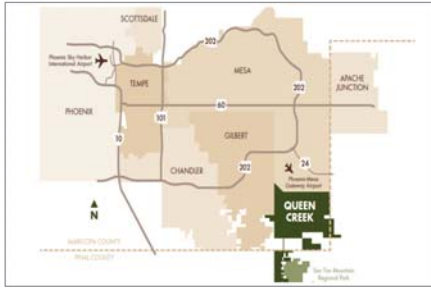 SCOTTSDALE
202
Phoenix Sky Harbor
International Airport
MESA
TEMPE
202
APACHE
JUNCTION
PHOENIX
60
101
10
GILBERT
CHANDLER
202
24
Phoenix-Mesa
Gateway Airport
QUEEN
CREEK
N
MARICOPA COUNTY
PINAL COUNTY
San Tan Mountain
Regional Park